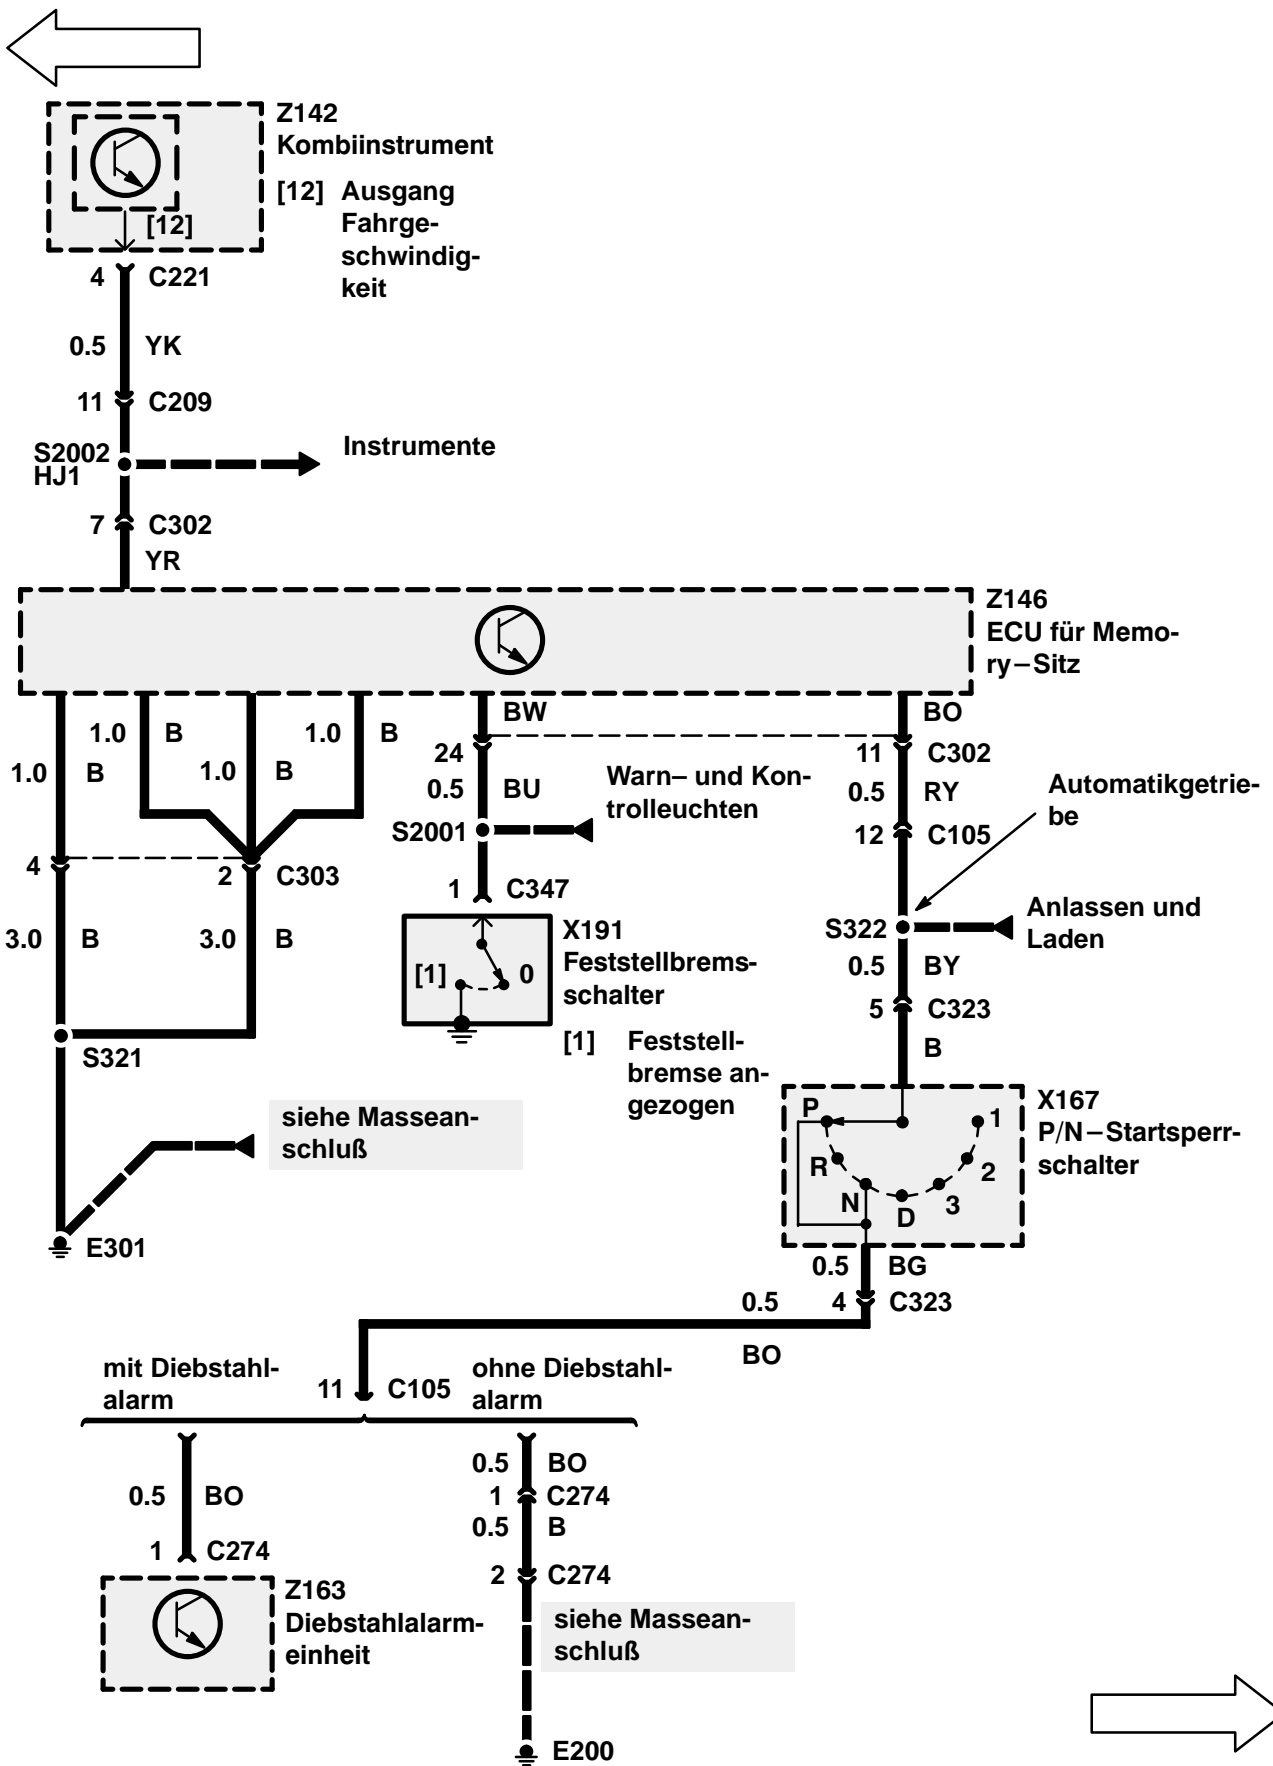 Z142
Kombiinstrument
[12] Ausgang
Fahrge-
schwindig-
keit
[12]
4 C221
0.5 YK
11 C209
S2002
HJ1
Instrumente
7 C302
YR
Z146
ECU für Memo-
ry–Sitz
1.0 B
1.0 B
1.0 B
1.0 B
BW
BO
24
11 C302
0.5 BU
0.5 RY
Warn– und Kon-
trolleuchten
Automatikgetrie-
be
S2001
12 C105
4
2 C303
1 C347
3.0 B
3.0 B
X191
Feststellbrems-
schalter
[1] 0
[1] Feststell-
bremse an-
gezogen
S322
Anlassen und
Laden
0.5 BY
5 C323
B
S321
siehe Massean-
schluß
E301
X167
P/N–Startsperr-
schalter
P
R
N
D
3
2
1
0.5 BG
4 C323
0.5
BO
mit Diebstahl-
alarm
11 C105
ohne Diebstahl-
alarm
0.5 BO
1 C274
Z163
Diebstahlalarm-
einheit
0.5 BO
1 C274
0.5 B
2 C274
siehe Massean-
schluß
E200